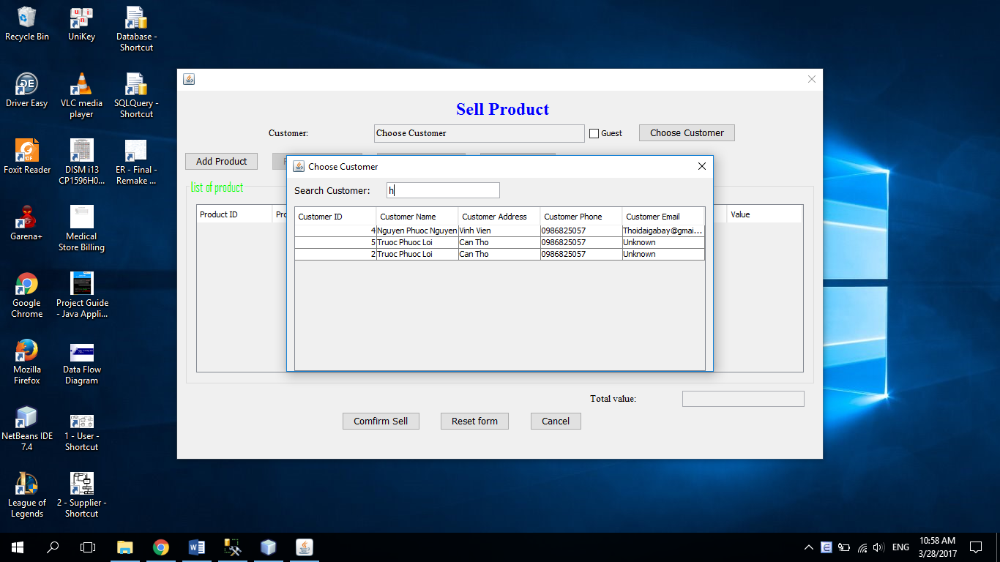 Recycle Bin
UniKey
Database -
Shortcut
Driver Easy
VLC media
player
SQLQuery -
Shortcut
Foxit Reader
DISM i13
CP1596H0...
ER - Final -
Remake ...
Garena+
Medical
Store Billing
Google
Chrome
Project Guide
- Java Appli...
Mozilla
Firefox
Data Flow
Diagram
NetBeans IDE
7.4
1 - User -
Shortcut
League of
Legends
2 - Supplier -
Shortcut
Sell Product
Customer: Choose Customer Guest Choose Customer
Add Product
List of product
Product ID Value
Choose Customer
Search Customer: h
Customer ID Customer Name Customer Address Customer Phone Customer Email
4 Nguyen Phuoc Nguyen Vinh Vien 0986825057 Thoidaigabay@gmai...
5 Truoc Phuoc Loi Can Tho 0986825057 Unknown
2 Truoc Phuoc Loi Can Tho 0986825057 Unknown
Total value:
Comfirm Sell Reset form Cancel
ENG
10:58 AM
3/28/2017